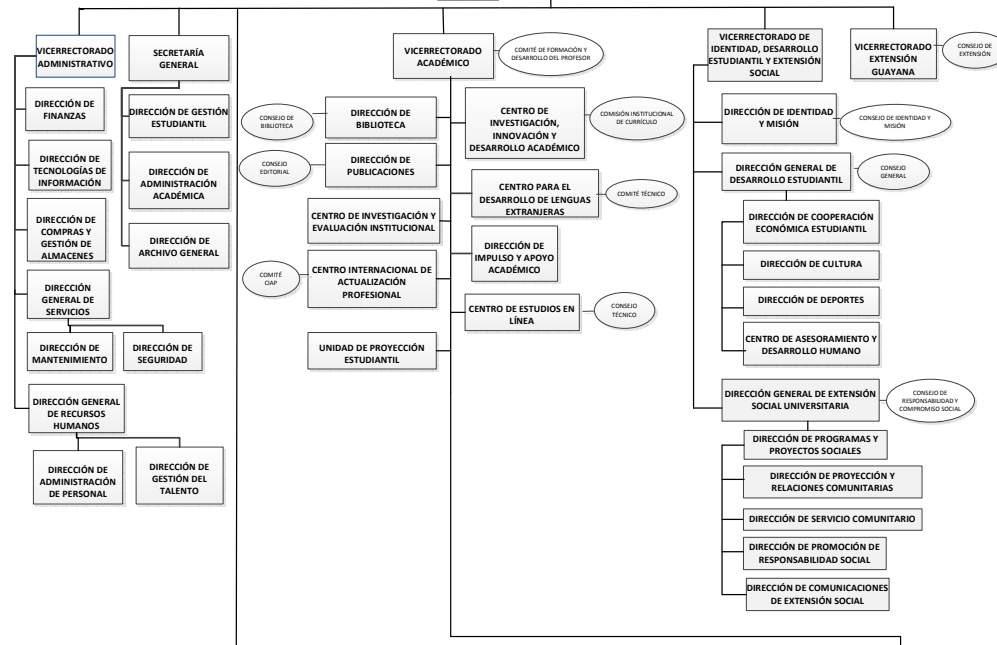 VICERRECTORADO
ADMINISTRATIVO
DIRECCIÓN DE
FINANZAS
DIRECCIÓN DE
TECNOLOGÍAS DE
INFORMACIÓN
DIRECCIÓN DE
COMPRAS Y
GESTIÓN DE
ALMACENES
DIRECCIÓN
GENERAL DE
SERVICIOS
DIRECCIÓN DE
MANTENIMIENTO
DIRECCIÓN DE
SEGURIDAD
DIRECCIÓN GENERAL
DE RECURSOS
HUMANOS
DIRECCIÓN DE
ADMINISTRACIÓN
DE PERSONAL
DIRECCIÓN DE
GESTIÓN DEL
TALENTO
SECRETARÍA
GENERAL
DIRECCIÓN DE GESTIÓN
ESTUDIANTIL
DIRECCIÓN DE
ADMINISTRACIÓN
ACADÉMICA
DIRECCIÓN DE
ARCHIVO GENERAL
VICERRECTORADO
ACADÉMICO
COMITÉ DE FORMACIÓN Y
DESARROLLO DEL PROFESOR
CONSEJO DE
BIBLIOTECA
DIRECCIÓN DE
BIBLIOTECA
CONSEJO
EDITORIAL
DIRECCIÓN DE
PUBLICACIONES
CENTRO DE INVESTIGACIÓN Y
EVALUACIÓN INSTITUCIONAL
COMITÉ
CIAP
CENTRO INTERNACIONAL DE
ACTUALIZACIÓN
PROFESIONAL
UNIDAD DE PROYECCIÓN
ESTUDIANTIL
CENTRO DE
INVESTIGACIÓN,
INNOVACIÓN Y
DESARROLLO ACADÉMICO
COMISIÓN INSTITUCIONAL
DE CURRÍCULO
CENTRO PARA EL
DESARROLLO DE LENGUAS
EXTRANJERAS
COMITÉ TÉCNICO
DIRECCIÓN DE
IMPULSO Y APOYO
ACADÉMICO
CENTRO DE ESTUDIOS EN
LÍNEA
CONSEJO
TÉCNICO
VICERRECTORADO DE
IDENTIDAD, DESARROLLO
ESTUDIANTIL Y EXTENSIÓN
SOCIAL
DIRECCIÓN DE IDENTIDAD
Y MISIÓN
CONSEJO DE IDENTIDAD Y
MISIÓN
DIRECCIÓN GENERAL DE
DESARROLLO ESTUDIANTIL
CONSEJO
GENERAL
DIRECCIÓN DE COOPERACIÓN
ECONÓMICA ESTUDIANTIL
DIRECCIÓN DE CULTURA
DIRECCIÓN DE DEPORTES
CENTRO DE ASESORAMIENTO Y
DESARROLLO HUMANO
DIRECCIÓN GENERAL DE EXTENSIÓN
SOCIAL UNIVERSITARIA
CONSEJO DE
RESPONSABILIDAD Y
COMPROMISO SOCIAL
DIRECCIÓN DE PROGRAMAS Y
PROYECTOS SOCIALES
DIRECCIÓN DE PROYECCIÓN Y
RELACIONES COMUNITARIAS
DIRECCIÓN DE SERVICIO COMUNITARIO
DIRECCIÓN DE PROMOCIÓN DE
RESPONSABILIDAD SOCIAL
DIRECCIÓN DE COMUNICACIONES
DE EXTENSIÓN SOCIAL
VICERRECTORADO
EXTENSIÓN
GUAYANA
CONSEJO DE
EXTENSIÓN